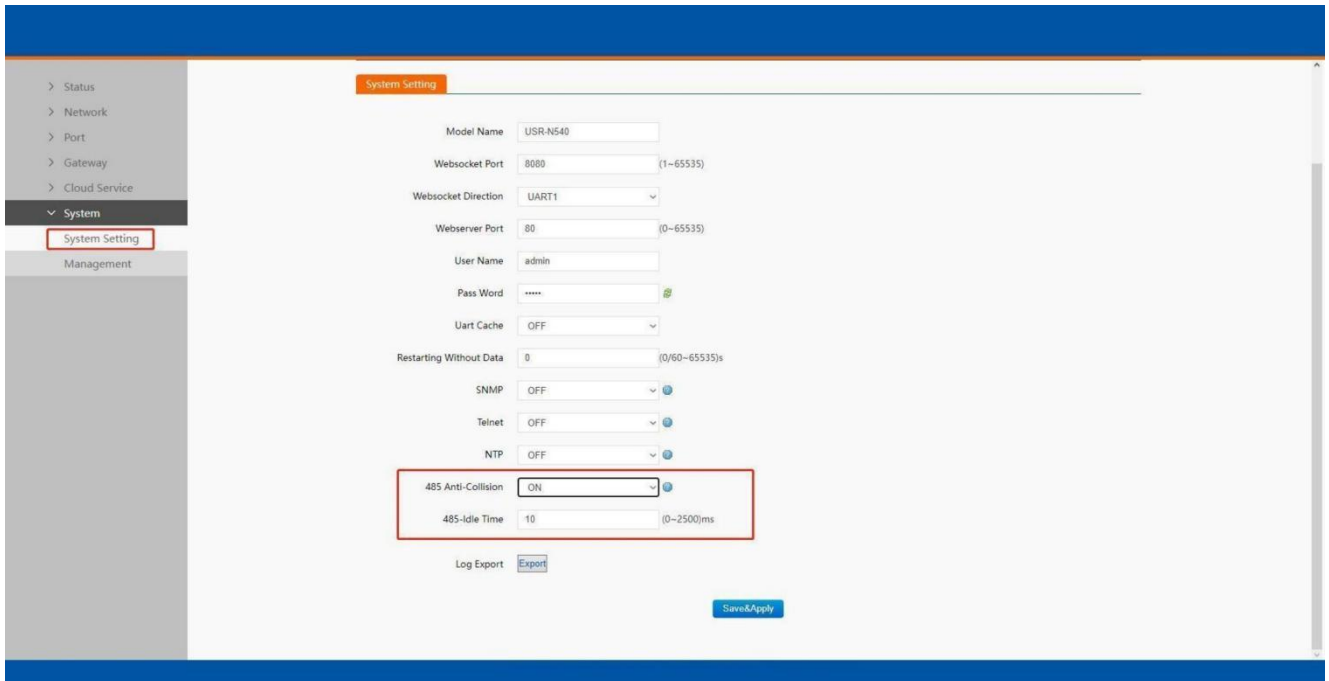 Status
Network
Port
Gateway
Cloud Service
System
System Setting
Management
System Setting
Model Name USR-N540
Websocket Port 8080 (1~65535)
Websocket Direction UART1
Webserver Port 80 (0~65535)
User Name admin
Pass Word •••••
Uart Cache OFF
Restarting Without Data 0 (0/60~65535)s
SNMP OFF
Telnet OFF
NTP OFF
485 Anti-Collision ON
485-Idle Time 10 (0~2500)ms
Log Export Export
Save&Apply